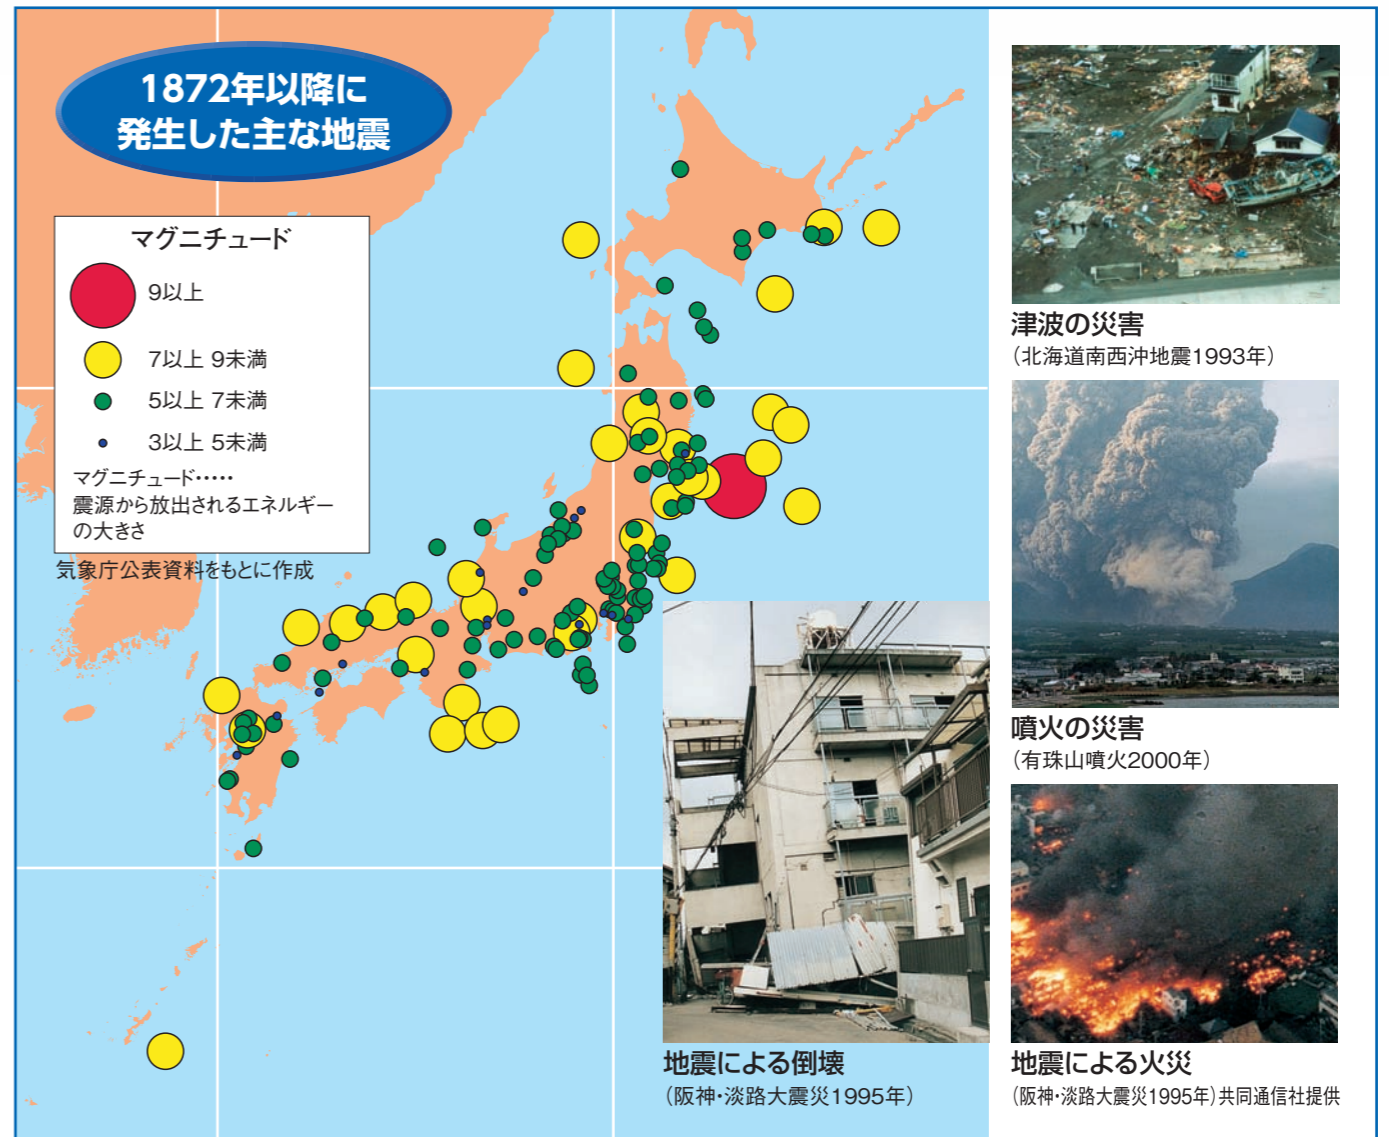 1872年以降に
発生した主な地震
マグニチュード
9以上
7以上 9未満
5以上 7未満
3以上 5未満
マグニチュード‥‥‥
震源から放出されるエネルギー
の大きさ
気象庁公表資料をもとに作成
津波の災害
（北海道南西沖地震1993年）
噴火の災害
（有珠山噴火2000年）
地震による倒壊
（阪神・淡路大震災1995年）
地震による火災
（阪神・淡路大震災1995年）共同通信社提供